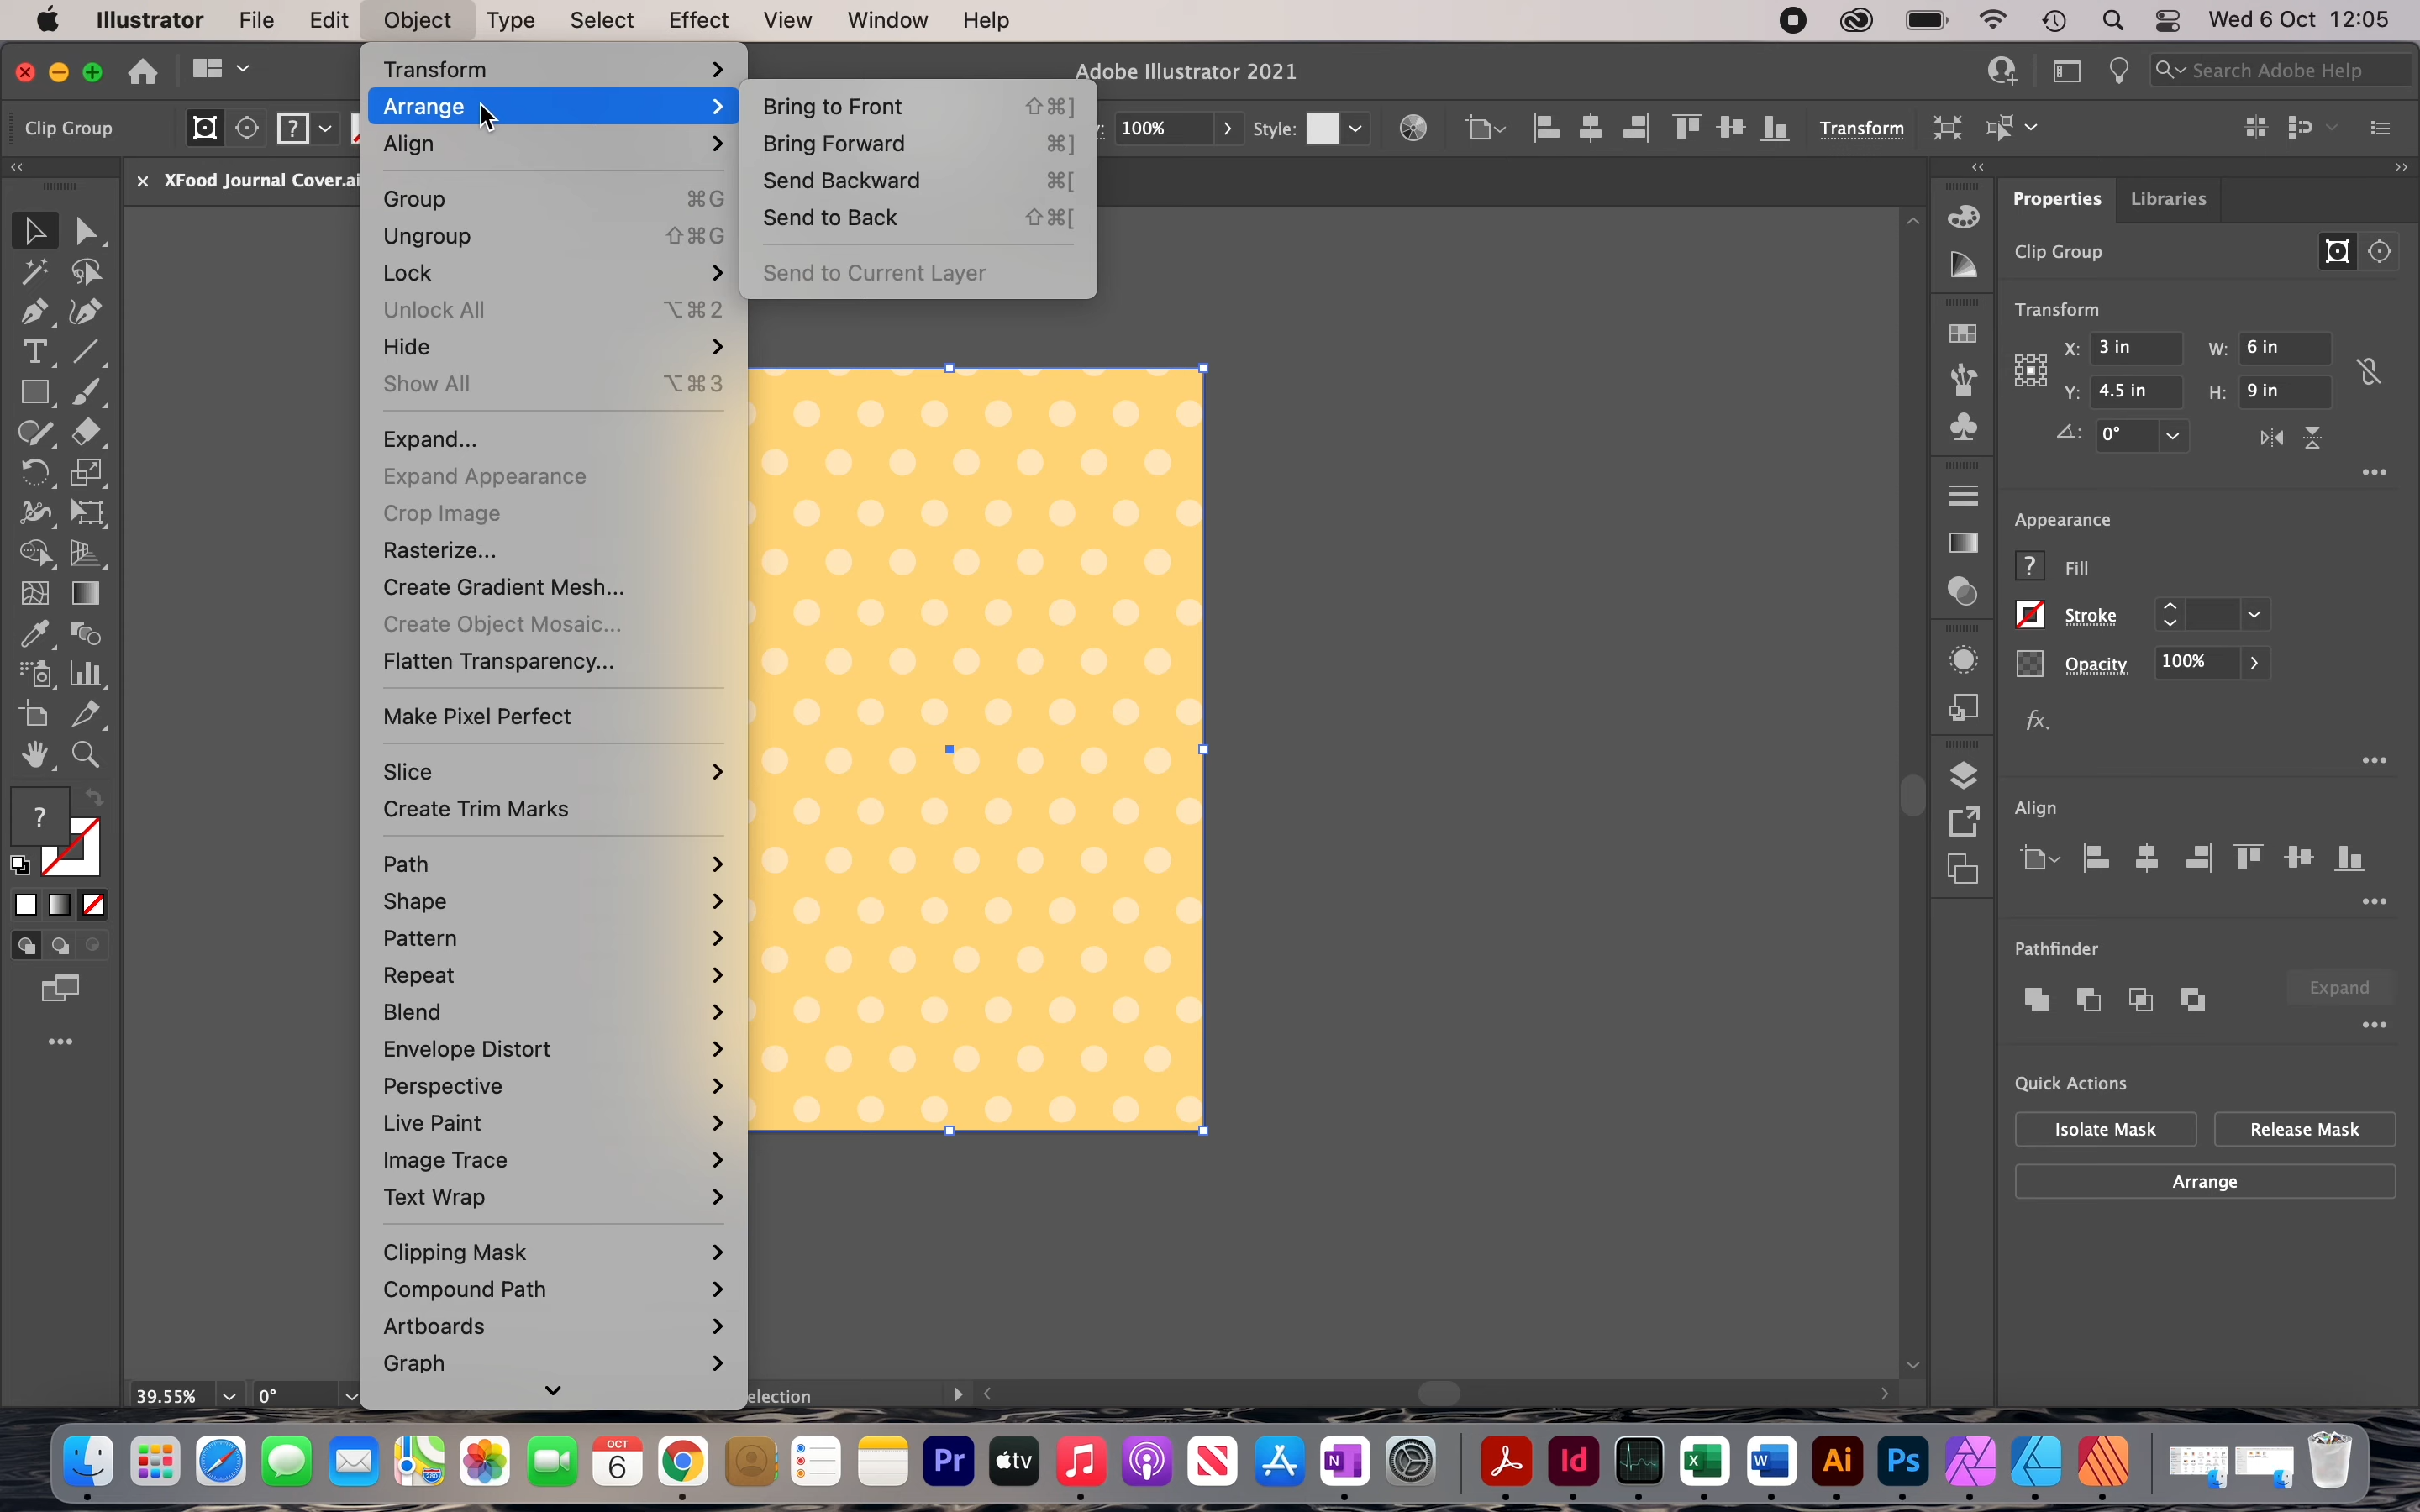 Illustrator File Edit Object Type Select Effect View Window Help Wed 6 Oct 12:05
Adobe Illustrator 2021 Search Adobe Help
Clip Group ? 100% Style: Transform
XFood Journal Cover.ai
Transform
Arrange
Align
Group ⌘G
Ungroup ⇧⌘G
Lock
Unlock All ⌥⌘2
Hide
Show All ⌥⌘3
Expand...
Expand Appearance
Crop Image
Rasterize...
Create Gradient Mesh...
Create Object Mosaic...
Flatten Transparency...
Make Pixel Perfect
Slice
Create Trim Marks
Path
Shape
Pattern
Repeat
Blend
Envelope Distort
Perspective
Live Paint
Image Trace
Text Wrap
Clipping Mask
Compound Path
Artboards
Graph
Bring to Front ⇧⌘]
Bring Forward ⌘]
Send Backward ⌘[
Send to Back ⇧⌘[
Send to Current Layer
Properties Libraries
Clip Group
Transform
X: 3 in W: 6 in
Y: 4.5 in H: 9 in
0°
Appearance
? Fill
Stroke
Opacity 100%
fx
Align
Pathfinder
Expand
Quick Actions
Isolate Mask Release Mask
Arrange
?
39.55% 0° election
OCT
6
Pr
tv
N
Id
X
W
Ai
Ps